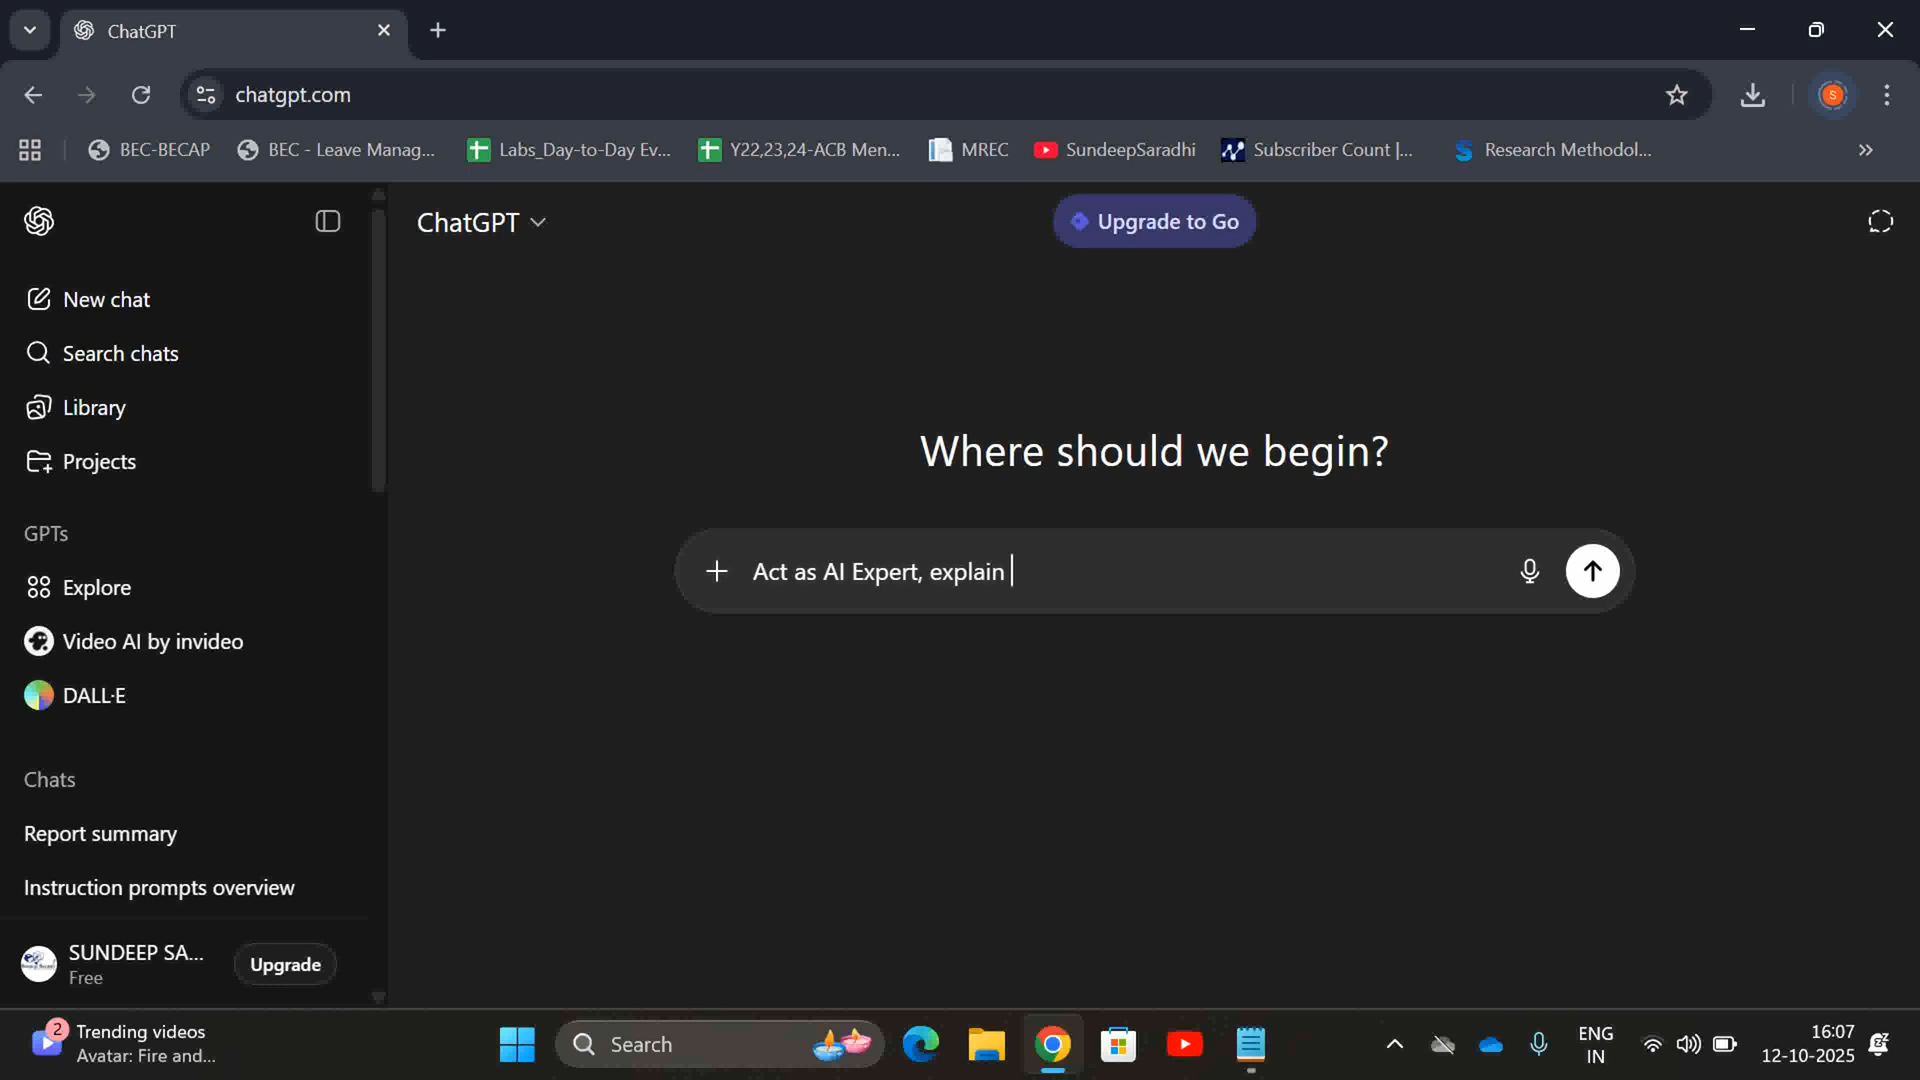 ChatGPT
chatgpt.com
S
BEC-BECAP
BEC - Leave Manag...
Labs_Day-to-Day Ev...
Y22,23,24-ACB Men...
MREC
SundeepSaradhi
Subscriber Count |...
Research Methodol...
ChatGPT
Upgrade to Go
New chat
Search chats
Library
Projects
GPTs
Explore
Video AI by invideo
DALL·E
Chats
Report summary
Instruction prompts overview
SUNDEEP SA...
Free
Upgrade
Where should we begin?
Act as AI Expert, explain
2
Trending videos
Avatar: Fire and...
Search
ENG
IN
16:07
12-10-2025